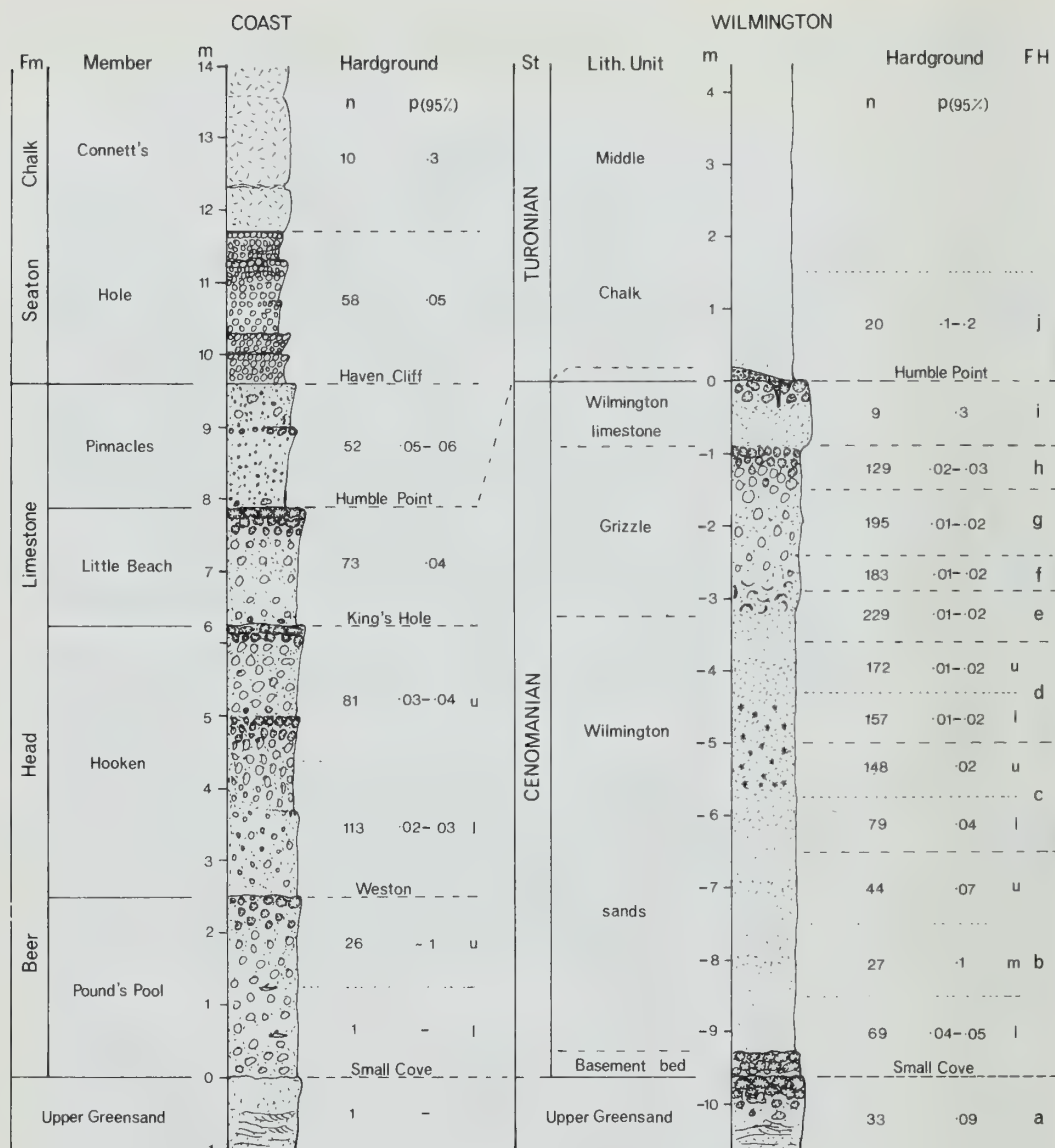 COAST WILMINGTON
Fm Member m Hardground St Lith. Unit m Hardground F H
n p(95%) n p(95%)
14
4
13
Connett's 10 ·3 Middle 3
Chalk
12
2
TURONIAN
11
Seaton
Hole 58 ·05 Chalk 1
20 ·1–·2 j
10
Haven Cliff 0 Humble Point
Wilmington
limestone 9 ·3 i
9
Pinnacles 52 ·05–06 -1
129 ·02–·03 h
8 Humble Point
Grizzle -2 195 ·01–·02 g
Limestone
Little Beach 73 ·04
7
183 ·01–·02 f
-3
King's Hole 229 ·01–·02 e
6
172 ·01–·02 u
-4
81 ·03–·04 u d
5
Wilmington 157 ·01–·02 l
Head
Hooken -5
148 ·02 u
4
CENOMANIAN
c
113 ·02–03 l -6 79 ·04 l
3
Weston -7 44 ·07 u
sands
2 26 ~1 u
Beer
-8 27 ·1 m b
Pound's Pool
1
1 – l -9 69 ·04–·05 l
Small Cove Basement bed Small Cove
0
Upper Greensand 1 – Upper Greensand -10 33 ·09 a
1